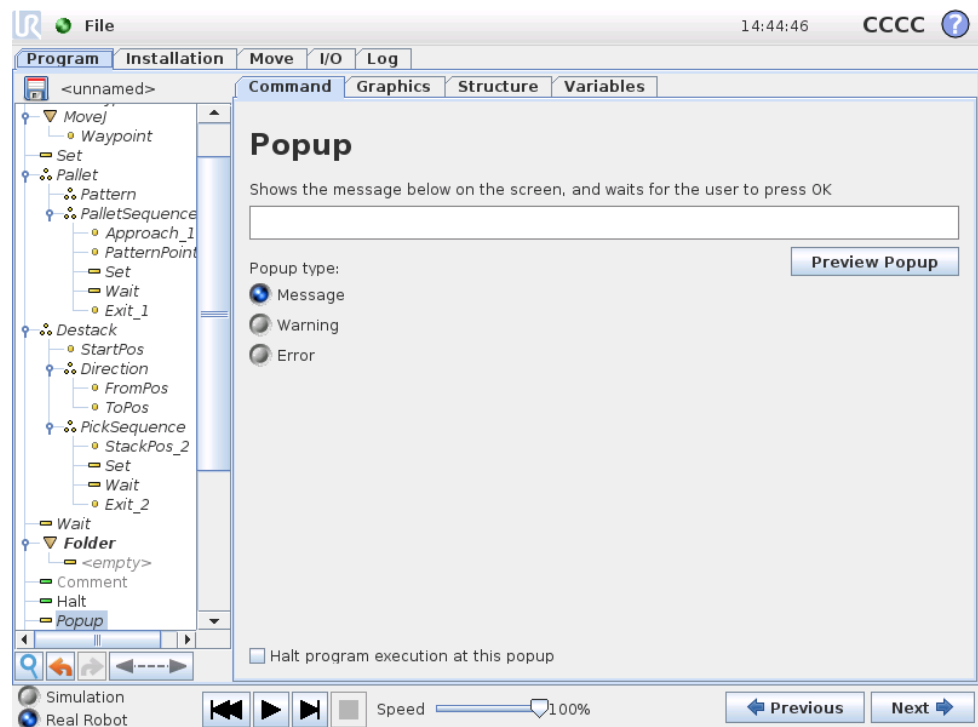 UR File 14:44:46 CCCC ?
Program Installation Move I/O Log
<unnamed>
Command Graphics Structure Variables
MoveJ
Waypoint
Set
Pallet
Pattern
PalletSequence
Approach_1
PatternPoint
Set
Wait
Exit_1
Destack
StartPos
Direction
FromPos
ToPos
PickSequence
StackPos_2
Set
Wait
Exit_2
Wait
Folder
<empty>
Comment
Halt
Popup
Popup
Shows the message below on the screen, and waits for the user to press OK
Preview Popup
Popup type:
Message
Warning
Error
Halt program execution at this popup
Simulation
Real Robot
Speed 100%
Previous Next